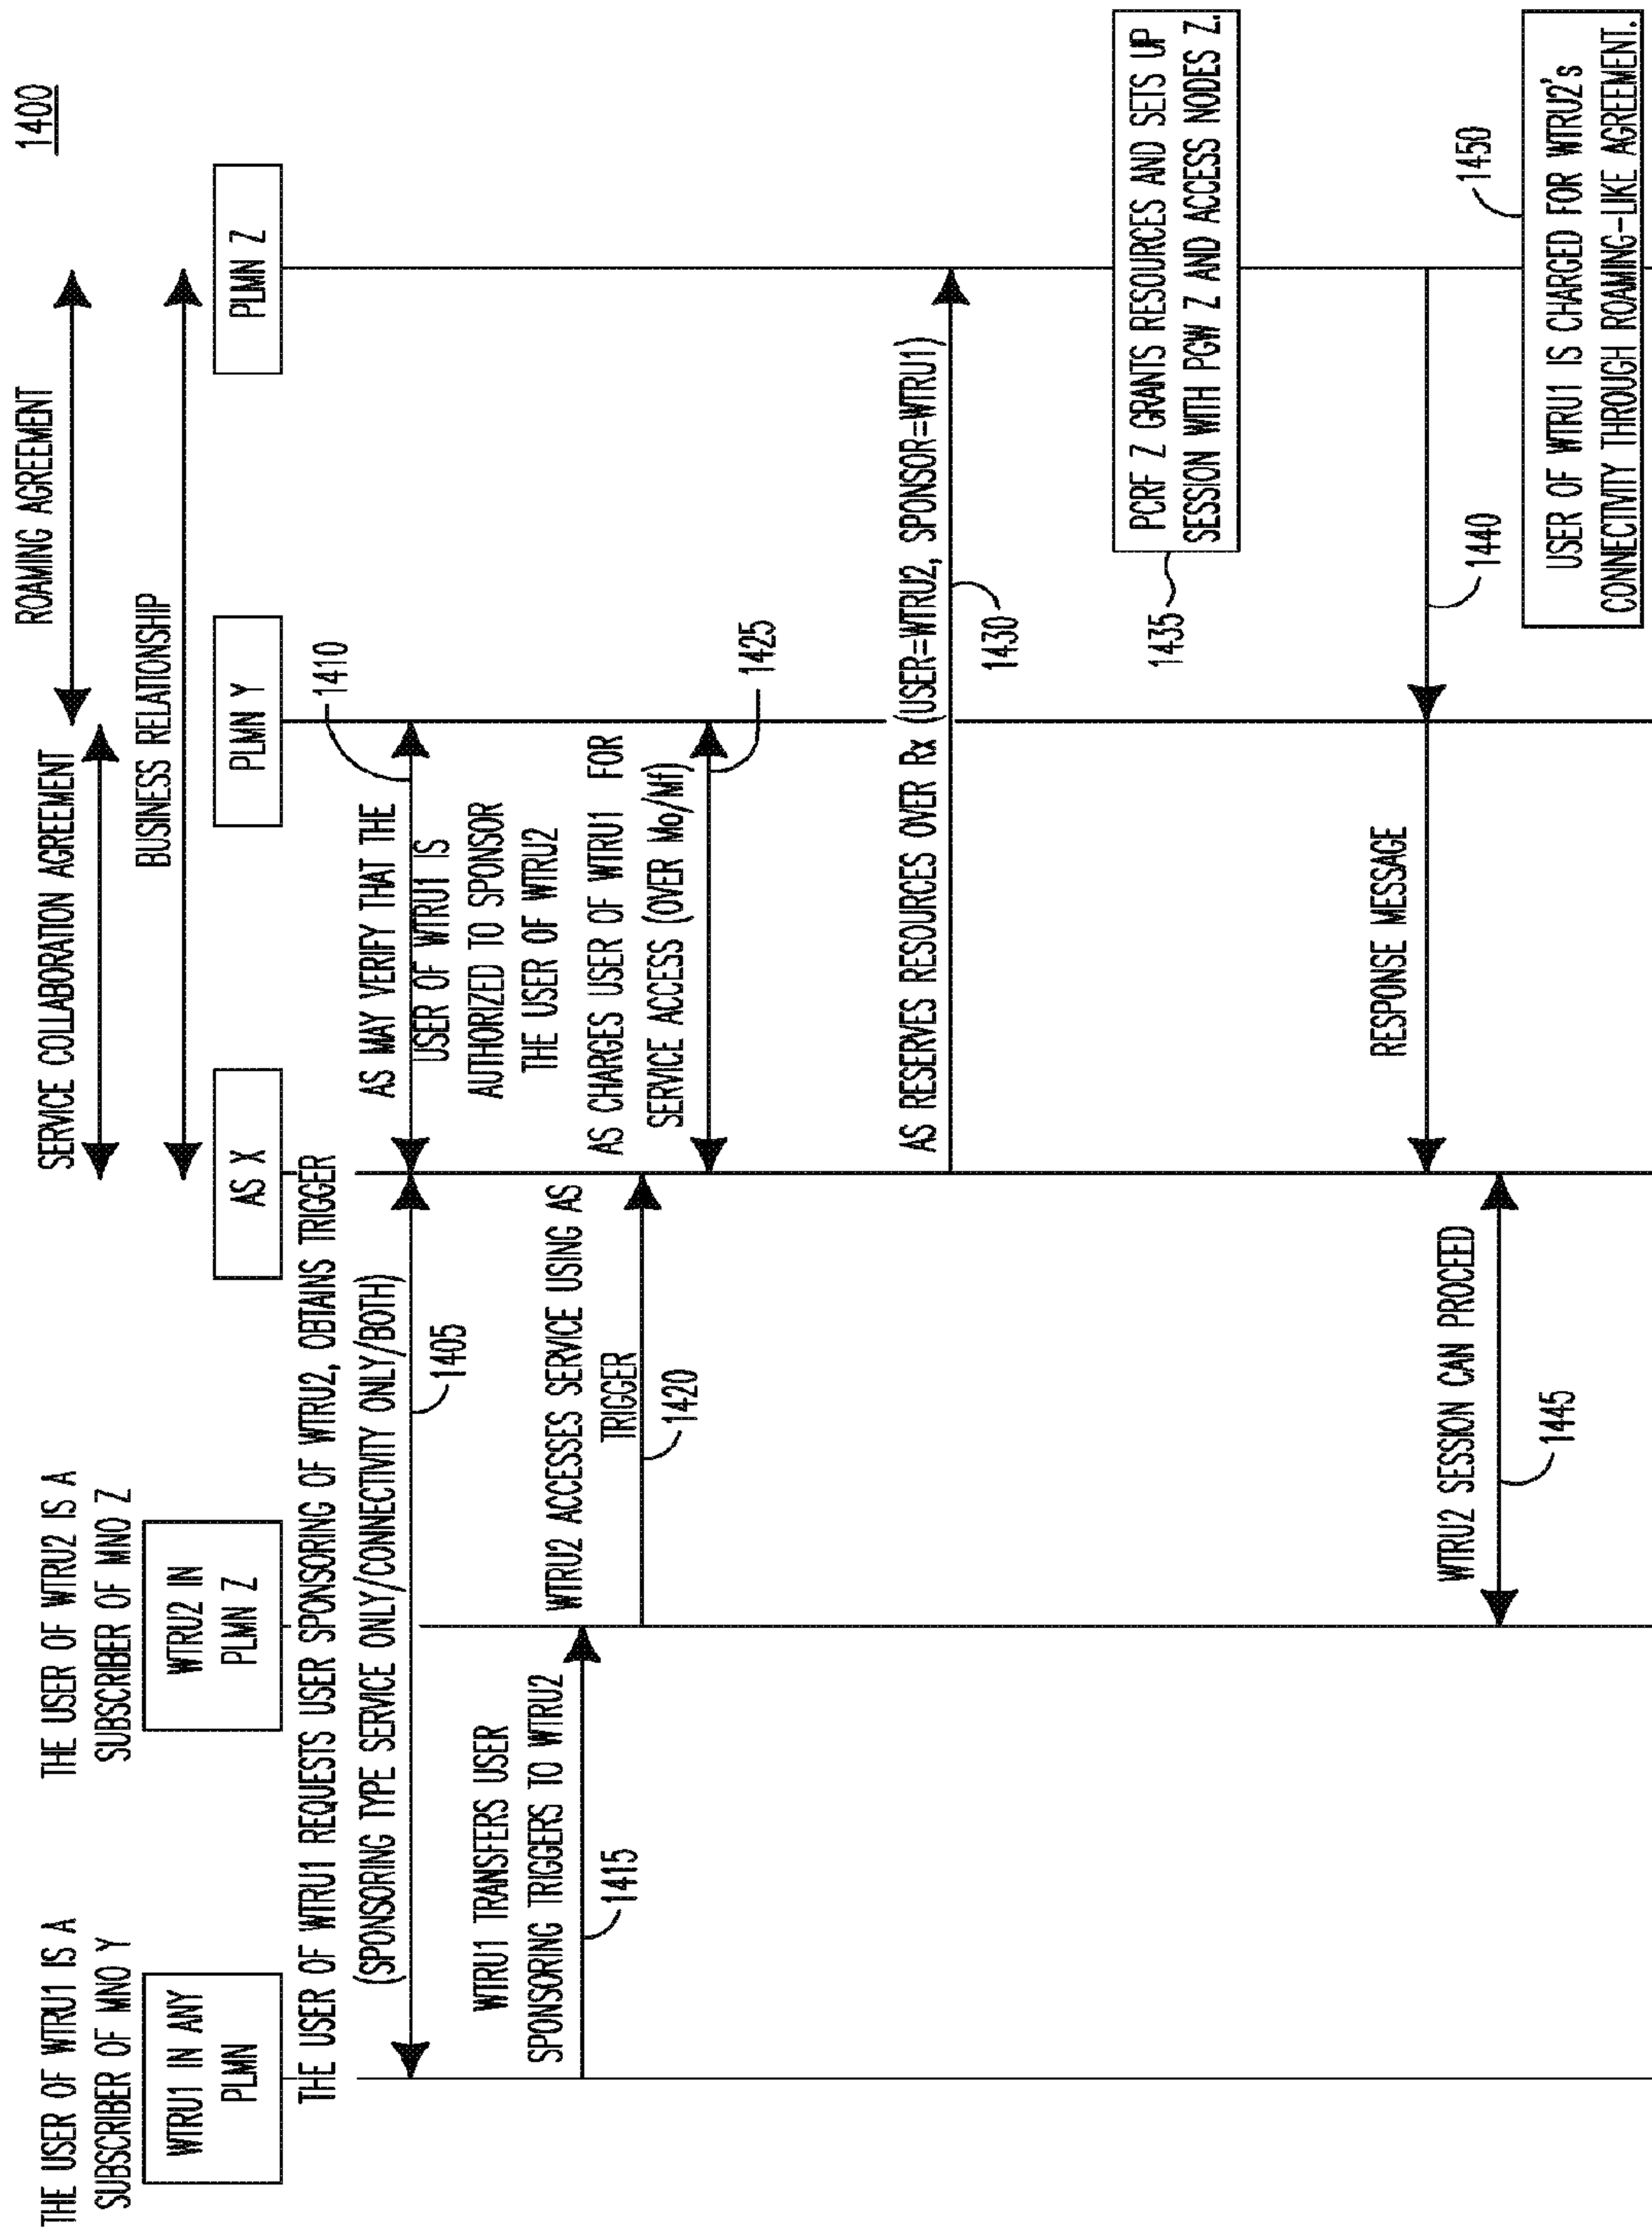 1400
SERVICE COLLABORATION AGREEMENT
ROAMING AGREEMENT
BUSINESS RELATIONSHIP
THE USER OF WTRU1 IS A
SUBSCRIBER OF MNO Y
THE USER OF WTRU2 IS A
SUBSCRIBER OF MNO Z
WTRU1 IN ANY
PLMN
WTRU2 IN
PLMN Z
AS X
PLMN Y
PLMN Z
THE USER OF WTRU1 REQUESTS USER SPONSORING OF WTRU2, OBTAINS TRIGGER
(SPONSORING TYPE SERVICE ONLY/CONNECTIVITY ONLY/BOTH)
1405
AS MAY VERIFY THAT THE
USER OF WTRU1 IS
AUTHORIZED TO SPONSOR
THE USER OF WTRU2
1410
WTRU1 TRANSFERS USER
SPONSORING TRIGGERS TO WTRU2
1415
WTRU2 ACCESSES SERVICE USING AS
TRIGGER
1420
AS CHARGES USER OF WTRU1 FOR
SERVICE ACCESS (OVER Mo/Mf)
1425
AS RESERVES RESOURCES OVER Rx (USER=WTRU2, SPONSOR=WTRU1)
1430
PCRF Z GRANTS RESOURCES AND SETS UP
SESSION WITH PGW Z AND ACCESS NODES Z.
1435
RESPONSE MESSAGE
1440
WTRU2 SESSION CAN PROCEED
1445
1450
USER OF WTRU1 IS CHARGED FOR WTRU2's
CONNECTIVITY THROUGH ROAMING-LIKE AGREEMENT.